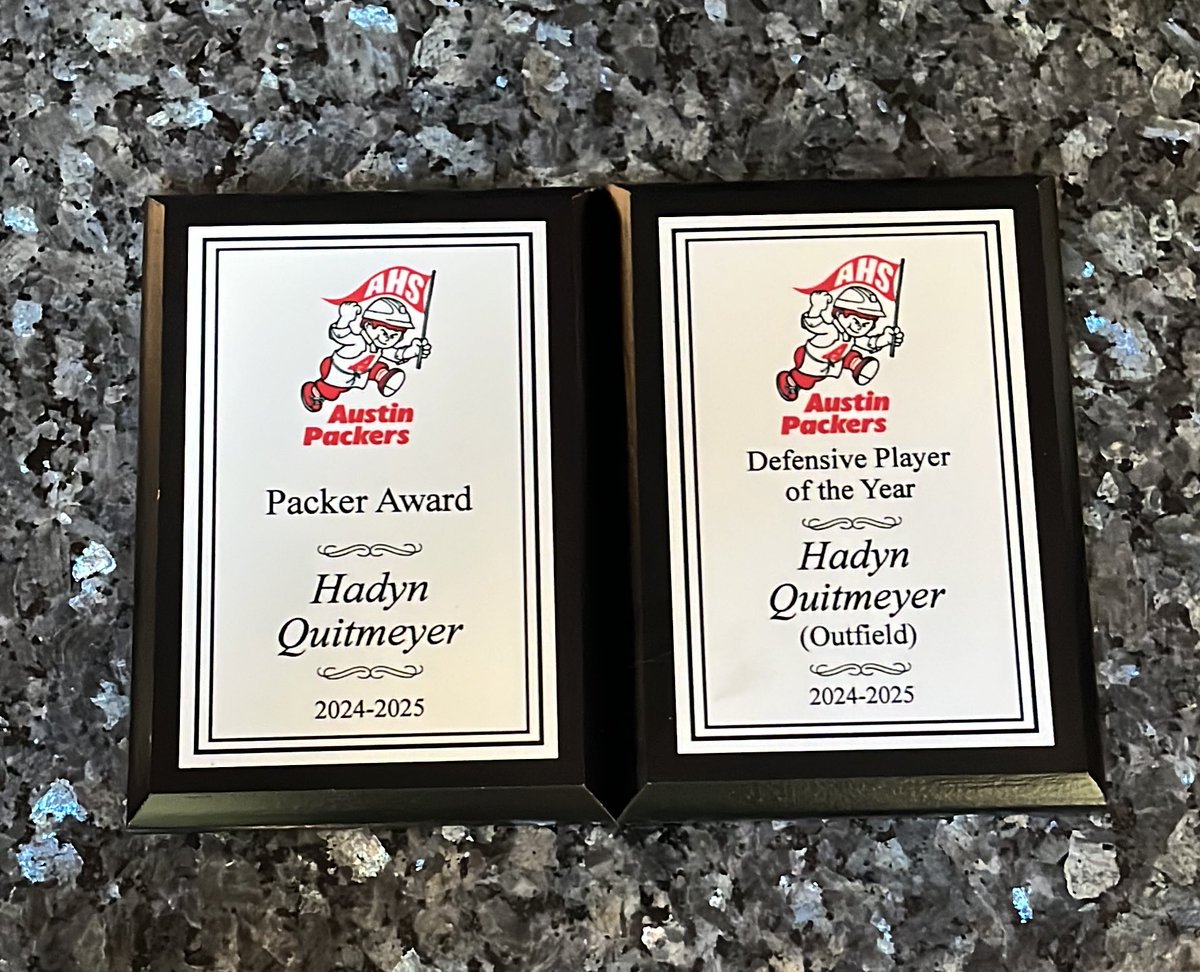 AHS
A
Austin
Packers
Packer Award
Hadyn
Quitmeyer
2024-2025
AHS
A
Austin
Packers
Defensive Player
of the Year
Hadyn
Quitmeyer
(Outfield)
2024-2025